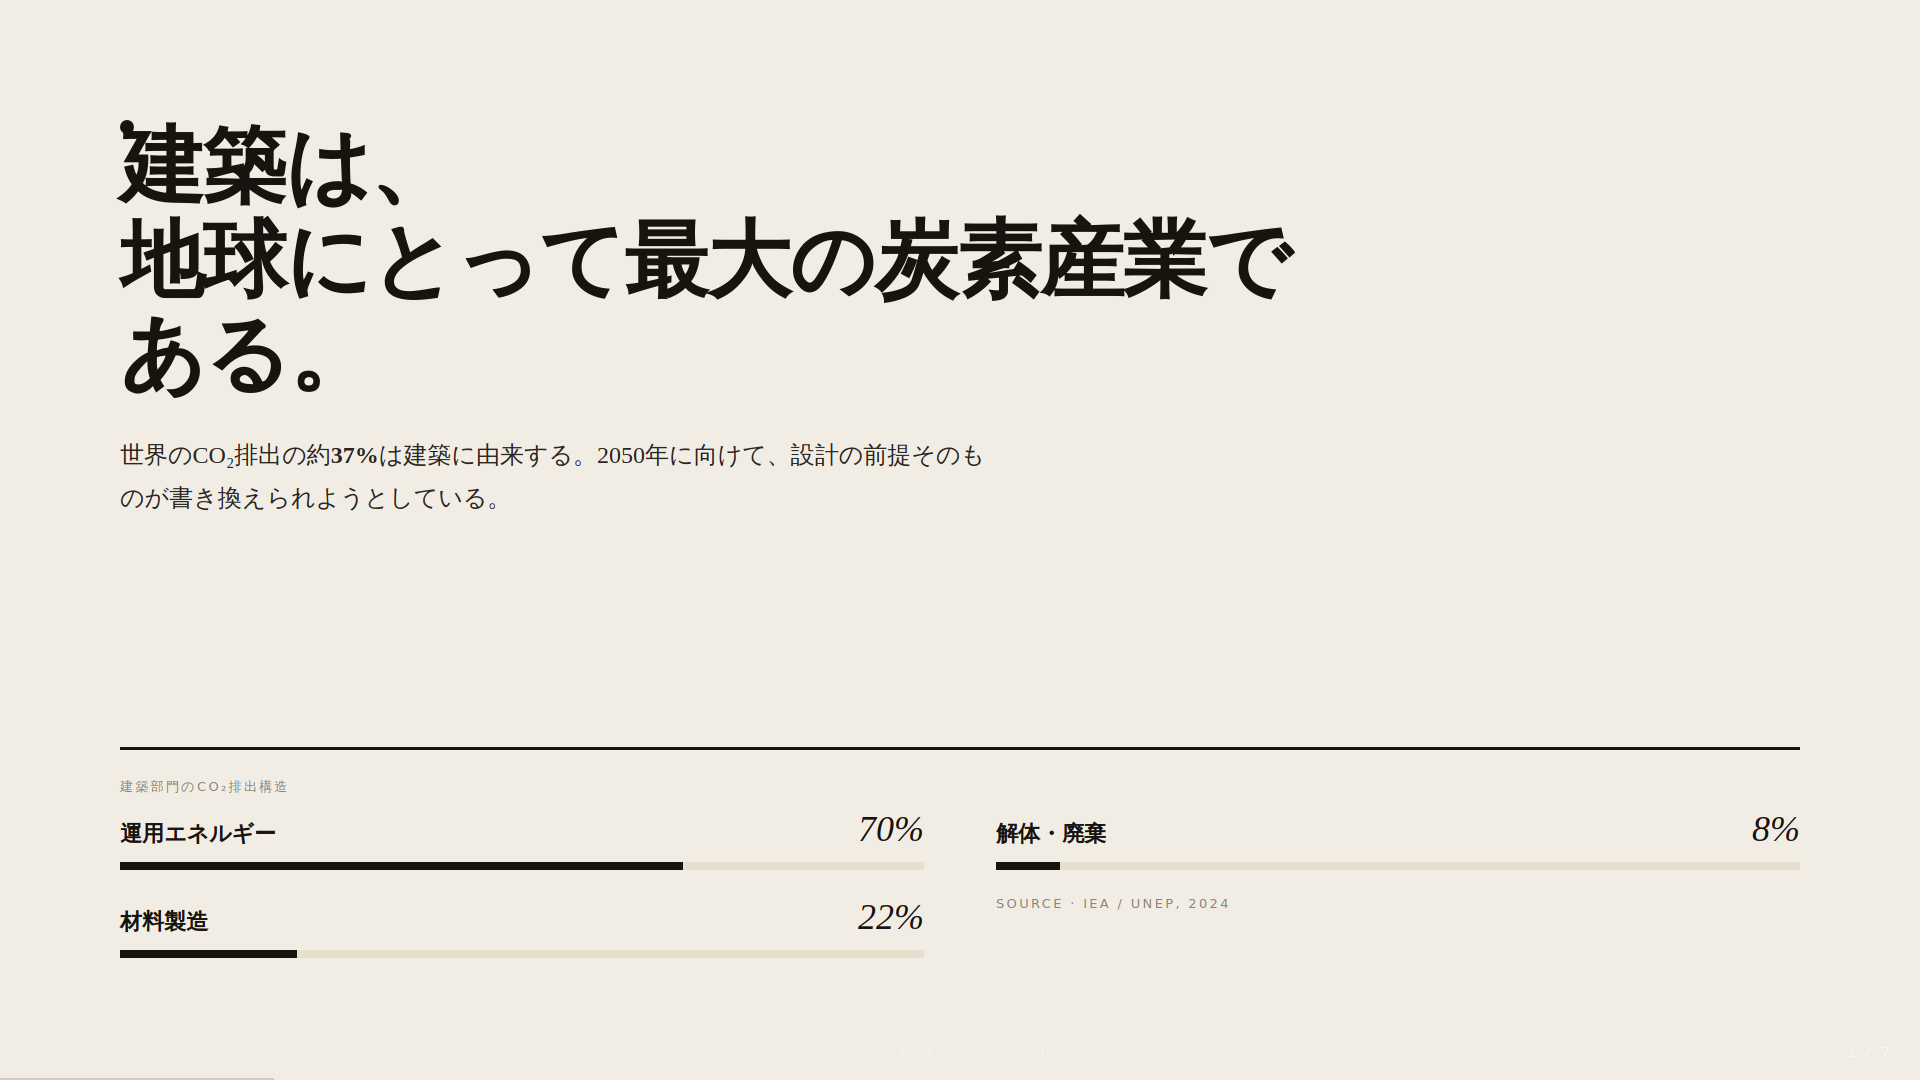 建築は、
地球にとって最大の炭素産業で
ある。
世界のCO₂排出の約37%は建築に由来する。2050年に向けて、設計の前提そのも
のが書き換えられようとしている。
建築部門のCO₂排出構造
運用エネルギー 70%
材料製造 22%
解体・廃棄 8%
SOURCE · IEA / UNEP, 2024
1 / 7